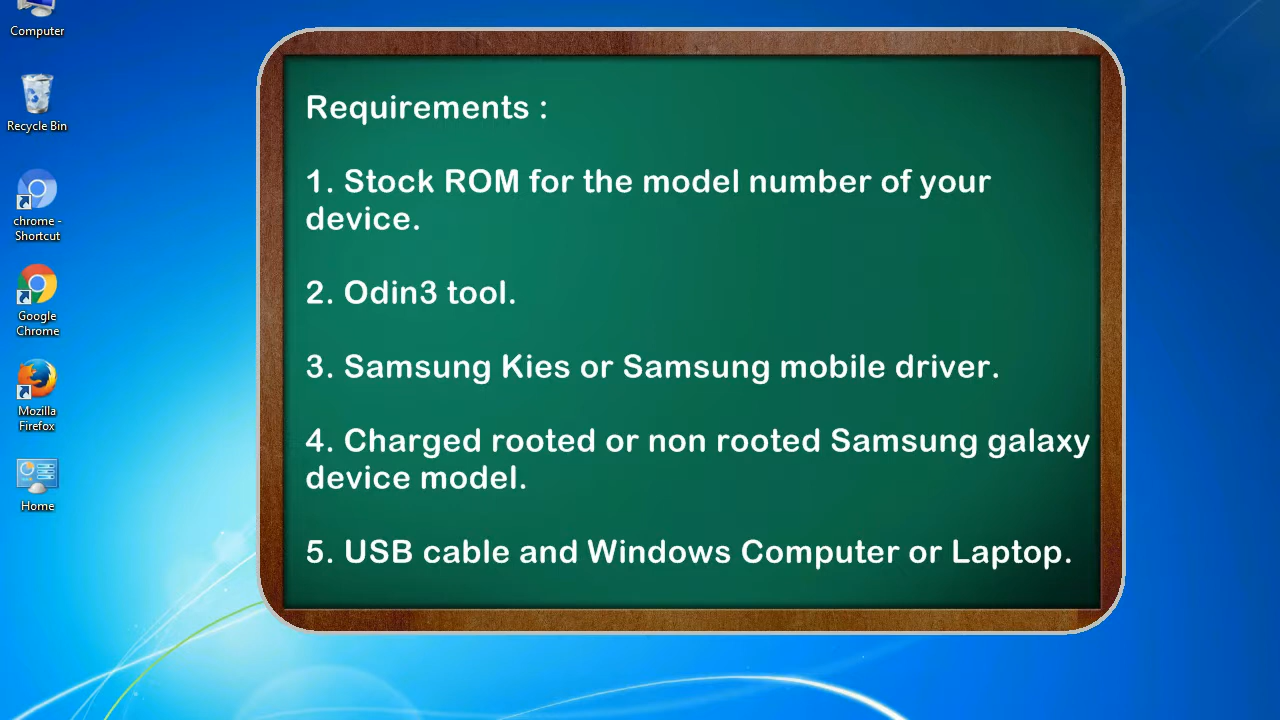 Computer
Recycle Bin
chrome -
Shortcut
Google
Chrome
Mozilla
Firefox
Home
Requirements :
1. Stock ROM for the model number of your
device.
2. Odin3 tool.
3. Samsung Kies or Samsung mobile driver.
4. Charged rooted or non rooted Samsung galaxy
device model.
5. USB cable and Windows Computer or Laptop.